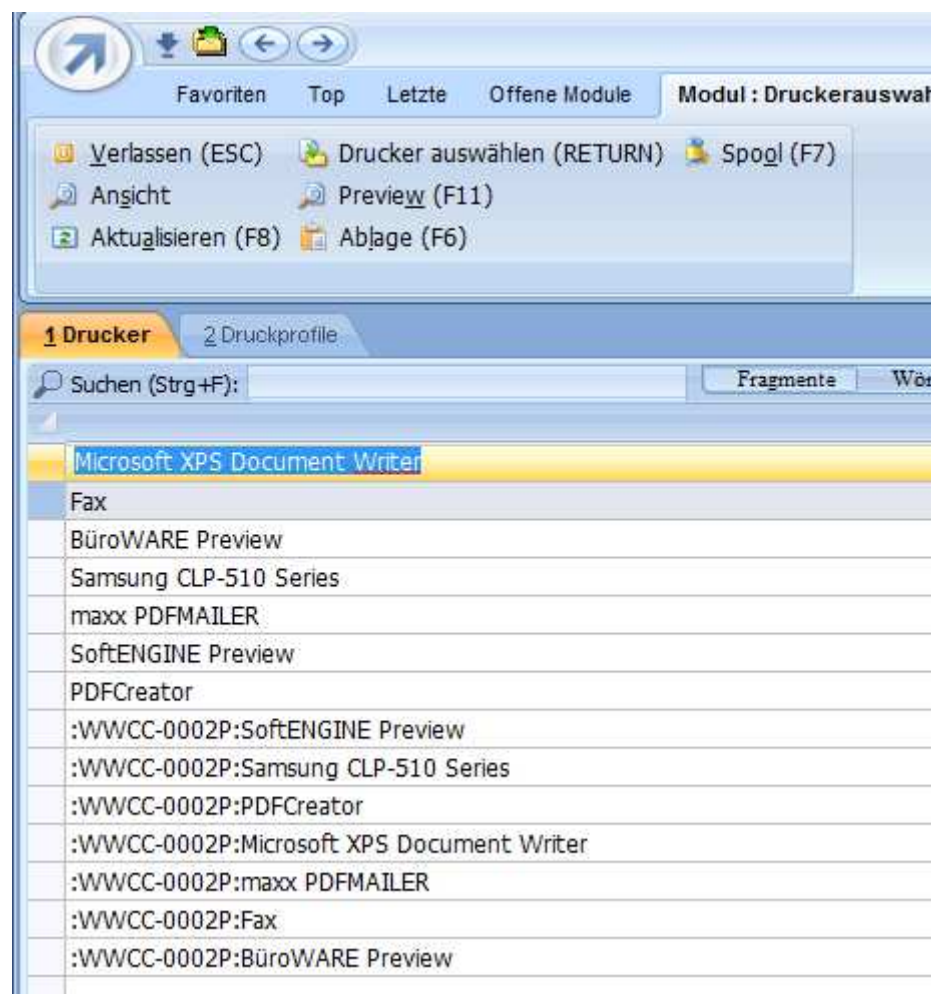 Favoriten Top Letzte Offene Module Modul : Druckerauswah
Verlassen (ESC) Drucker auswählen (RETURN) Spool (F7)
Ansicht Preview (F11)
Aktualisieren (F8) Ablage (F6)
1 Drucker 2 Druckprofile
Suchen (Strg+F): Fragmente Wör
Microsoft XPS Document Writer
Fax
BüroWARE Preview
Samsung CLP-510 Series
maxx PDFMAILER
SoftENGINE Preview
PDFCreator
:WWCC-0002P:SoftENGINE Preview
:WWCC-0002P:Samsung CLP-510 Series
:WWCC-0002P:PDFCreator
:WWCC-0002P:Microsoft XPS Document Writer
:WWCC-0002P:maxx PDFMAILER
:WWCC-0002P:Fax
:WWCC-0002P:BüroWARE Preview